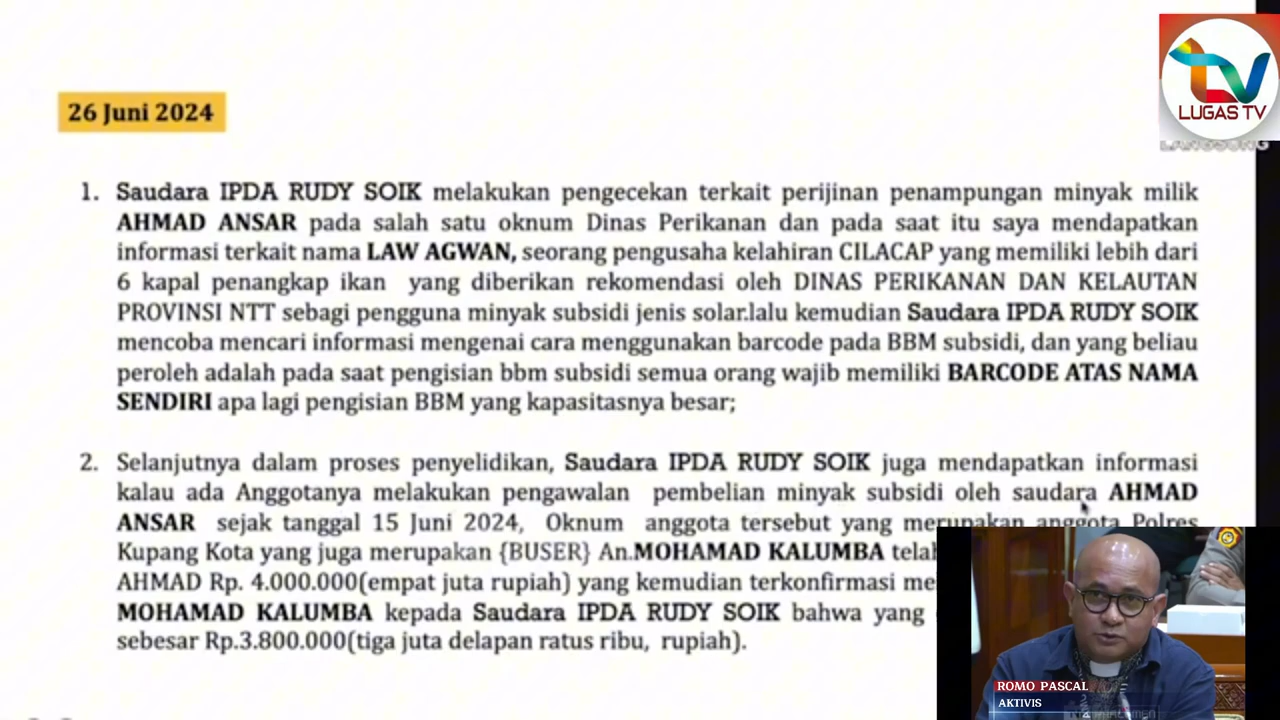 LUGAS TV
LANGSUNG
26 Juni 2024
1. Saudara IPDA RUDY SOIK melakukan pengecekan terkait perijinan penampungan minyak milik
AHMAD ANSAR pada salah satu oknum Dinas Perikanan dan pada saat itu saya mendapatkan
informasi terkait nama LAW AGWAN, seorang pengusaha kelahiran CILACAP yang memiliki lebih dari
6 kapal penangkap ikan yang diberikan rekomendasi oleh DINAS PERIKANAN DAN KELAUTAN
PROVINSI NTT sebagi pengguna minyak subsidi jenis solar.lalu kemudian Saudara IPDA RUDY SOIK
mencoba mencari informasi mengenai cara menggunakan barcode pada BBM subsidi, dan yang beliau
peroleh adalah pada saat pengisian bbm subsidi semua orang wajib memiliki BARCODE ATAS NAMA
SENDIRI apa lagi pengisian BBM yang kapasitasnya besar;
2. Selanjutnya dalam proses penyelidikan, Saudara IPDA RUDY SOIK juga mendapatkan informasi
kalau ada Anggotanya melakukan pengawalan pembelian minyak subsidi oleh saudara AHMAD
ANSAR sejak tanggal 15 Juni 2024, Oknum anggota tersebut yang merupakan anggota Polres
Kupang Kota yang juga merupakan {BUSER} An.MOHAMAD KALUMBA telah
AHMAD Rp. 4.000.000(empat juta rupiah) yang kemudian terkonfirmasi me
MOHAMAD KALUMBA kepada Saudara IPDA RUDY SOIK bahwa yang
sebesar Rp.3.800.000(tiga juta delapan ratus ribu, rupiah).
ROMO PASCAL
AKTIVIS